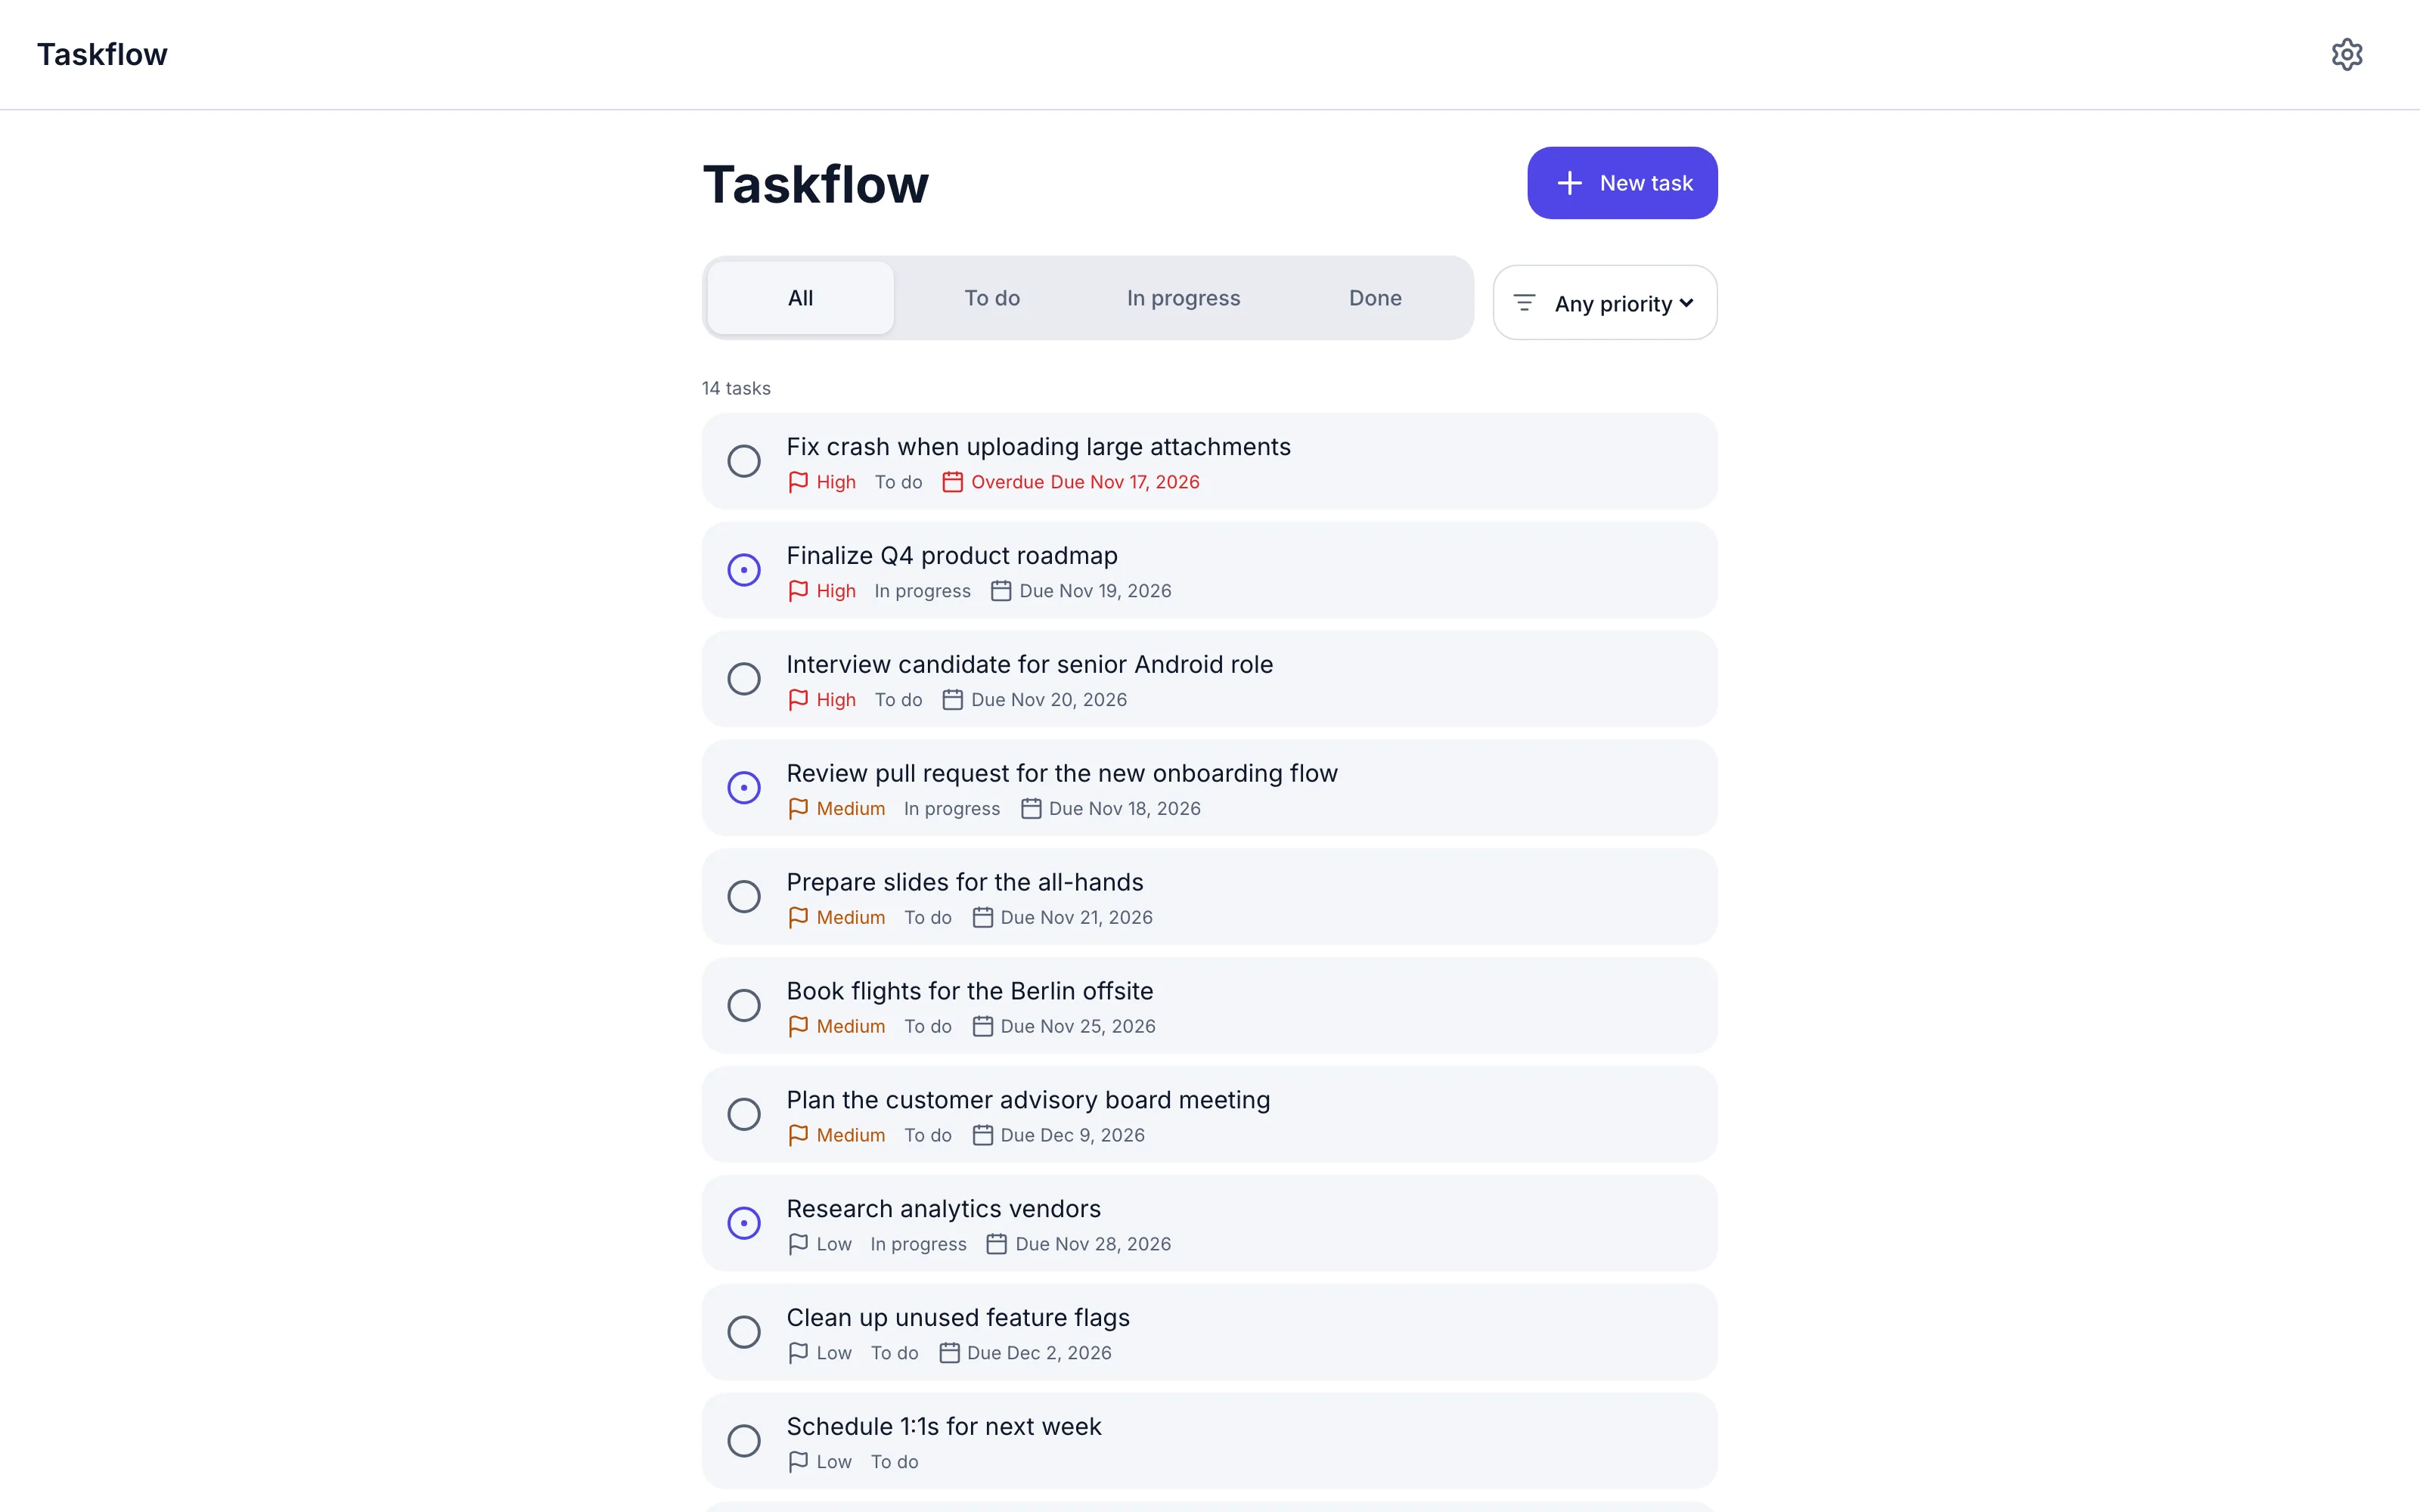 Taskflow
Taskflow
New task
All To do In progress Done Any priority
14 tasks
Fix crash when uploading large attachments
High To do Overdue Due Nov 17, 2026
Finalize Q4 product roadmap
High In progress Due Nov 19, 2026
Interview candidate for senior Android role
High To do Due Nov 20, 2026
Review pull request for the new onboarding flow
Medium In progress Due Nov 18, 2026
Prepare slides for the all-hands
Medium To do Due Nov 21, 2026
Book flights for the Berlin offsite
Medium To do Due Nov 25, 2026
Plan the customer advisory board meeting
Medium To do Due Dec 9, 2026
Research analytics vendors
Low In progress Due Nov 28, 2026
Clean up unused feature flags
Low To do Due Dec 2, 2026
Schedule 1:1s for next week
Low To do